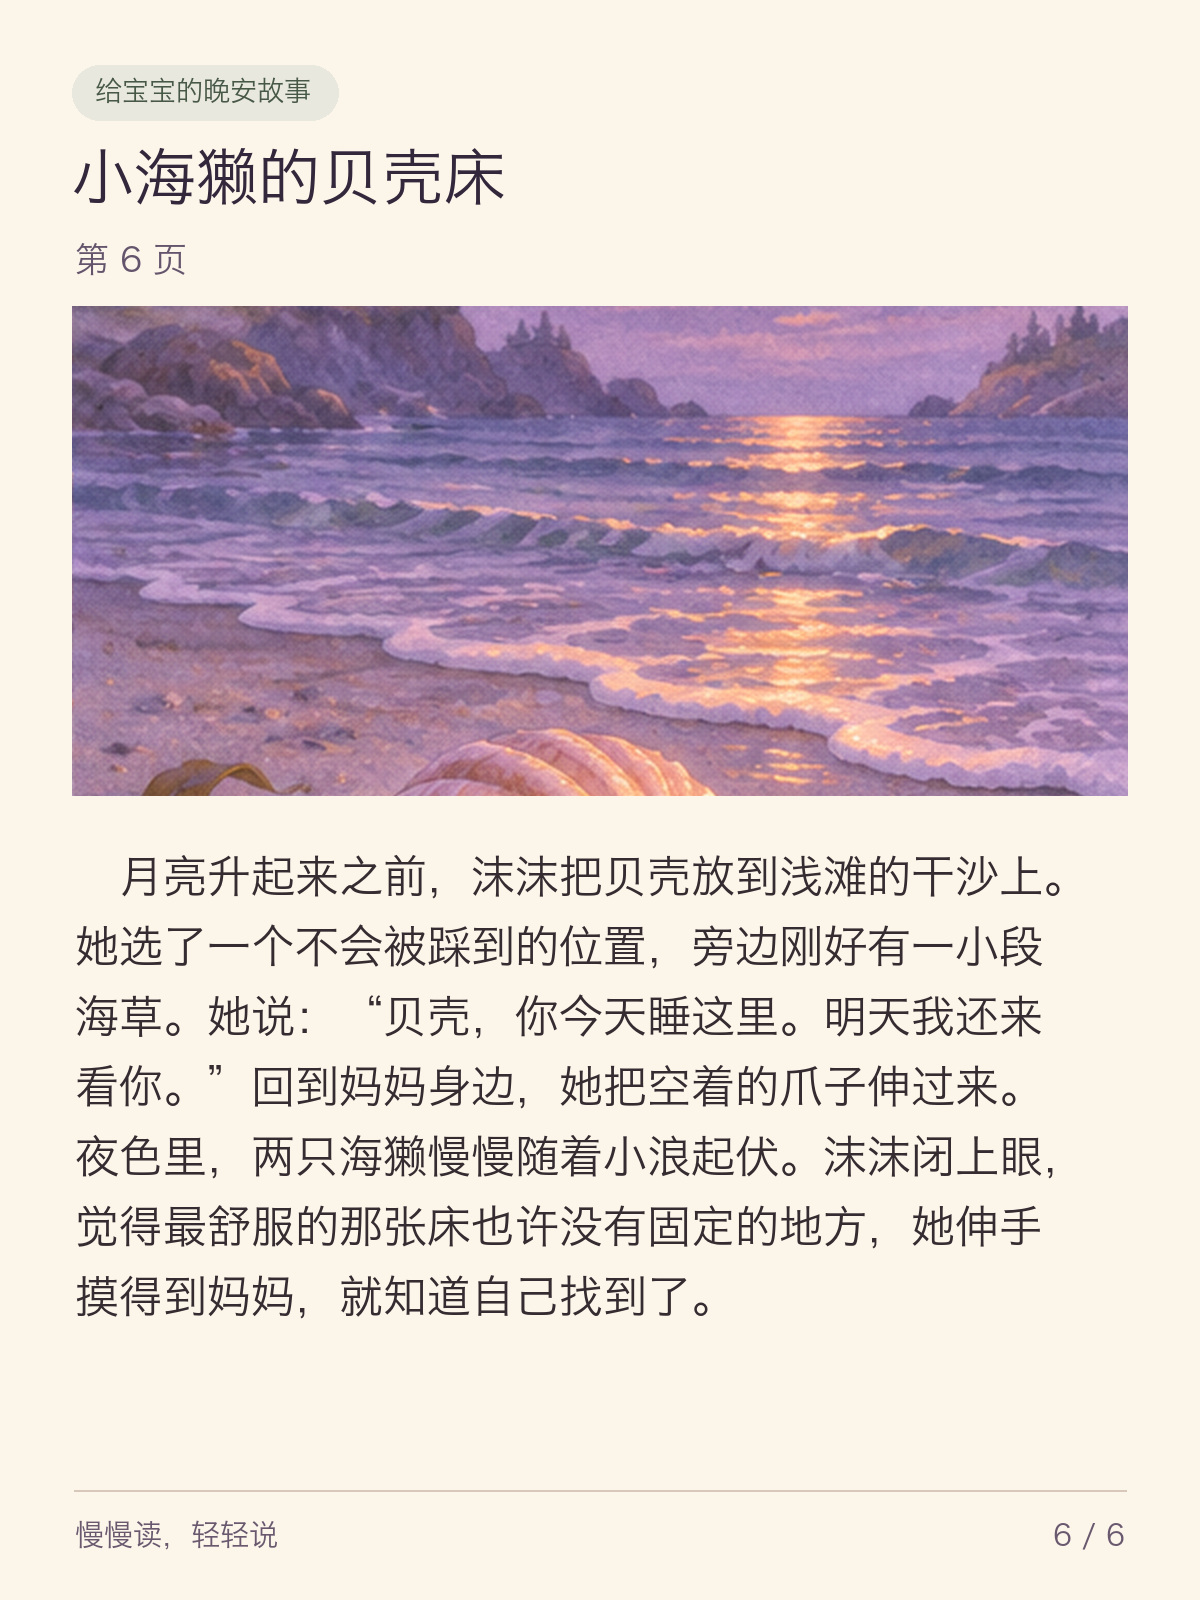 给宝宝的晚安故事
小海獭的贝壳床
第 6 页
月亮升起来之前，沫沫把贝壳放到浅滩的干沙上。
她选了一个不会被踩到的位置，旁边刚好有一小段
海草。她说：“贝壳，你今天睡这里。明天我还来
看你。”回到妈妈身边，她把空着的爪子伸过来。
夜色里，两只海獭慢慢随着小浪起伏。沫沫闭上眼，
觉得最舒服的那张床也许没有固定的地方，她伸手
摸得到妈妈，就知道自己找到了。
慢慢读，轻轻说
6 / 6